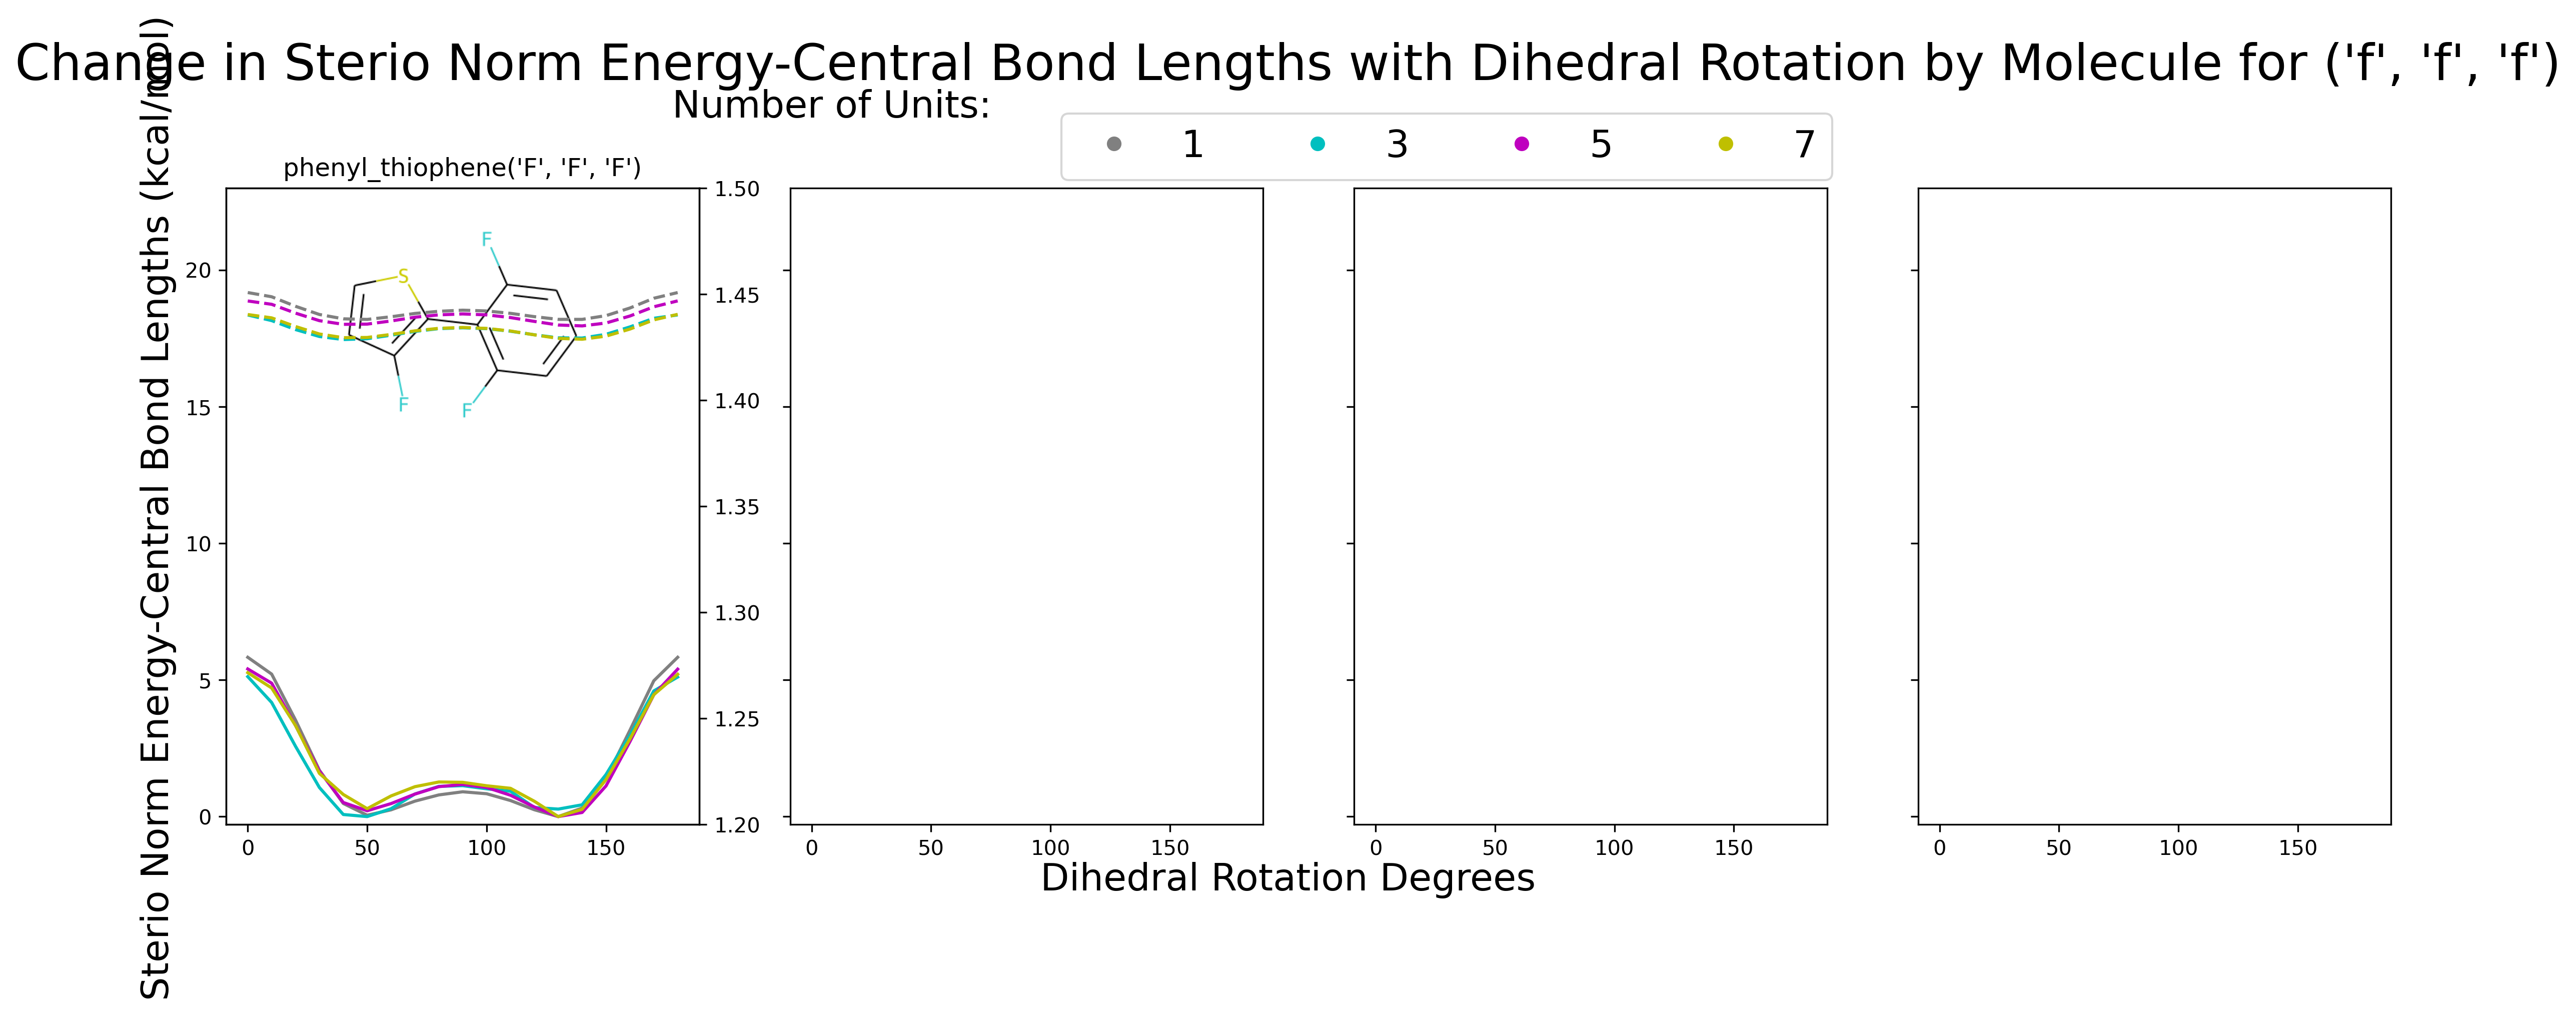 Change in Sterio Norm Energy-Central Bond Lengths with Dihedral Rotation by Molecule for ('f', 'f', 'f')
Number of Units:
1 3 5 7
phenyl_thiophene('F', 'F', 'F')
Sterio Norm Energy-Central Bond Lengths (kcal/mol)
20
15
10
5
0
1.50
1.45
1.40
1.35
1.30
1.25
1.20
F
S
F
F
0 50 100 150
0 50 100 150
0 50 100 150
0 50 100 150
Dihedral Rotation Degrees